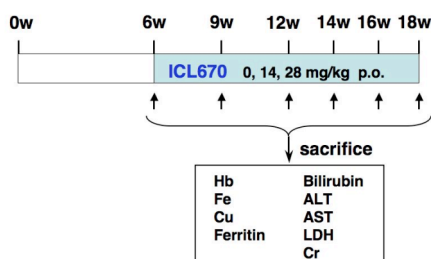 0w 6w 9w 12w 14w 16w 18w
ICL670 0, 14, 28 mg/kg p.o.
sacrifice
Hb Bilirubin
Fe ALT
Cu AST
Ferritin LDH
Cr